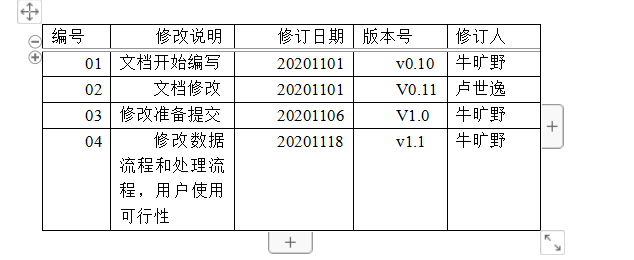 编号 修改说明 修订日期 版本号 修订人
01 文档开始编写 20201101 v0.10 牛旷野
02 文档修改 20201101 V0.11 卢世逸
03 修改准备提交 20201106 V1.0 牛旷野
04 修改数据 20201118 v1.1 牛旷野
流程和处理流
程，用户使用
可行性